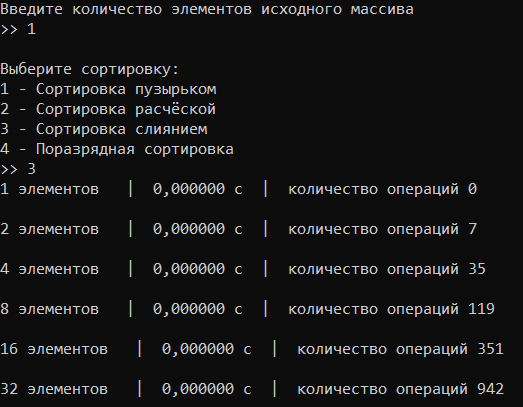 Введите количество элементов исходного массива
>> 1
Выберите сортировку:
1 - Сортировка пузырьком
2 - Сортировка расчёской
3 - Сортировка слиянием
4 - Поразрядная сортировка
>> 3
1 элементов   |  0,000000 с  |  количество операций 0
2 элементов   |  0,000000 с  |  количество операций 7
4 элементов   |  0,000000 с  |  количество операций 35
8 элементов   |  0,000000 с  |  количество операций 119
16 элементов   |  0,000000 с  |  количество операций 351
32 элементов   |  0,000000 с  |  количество операций 942